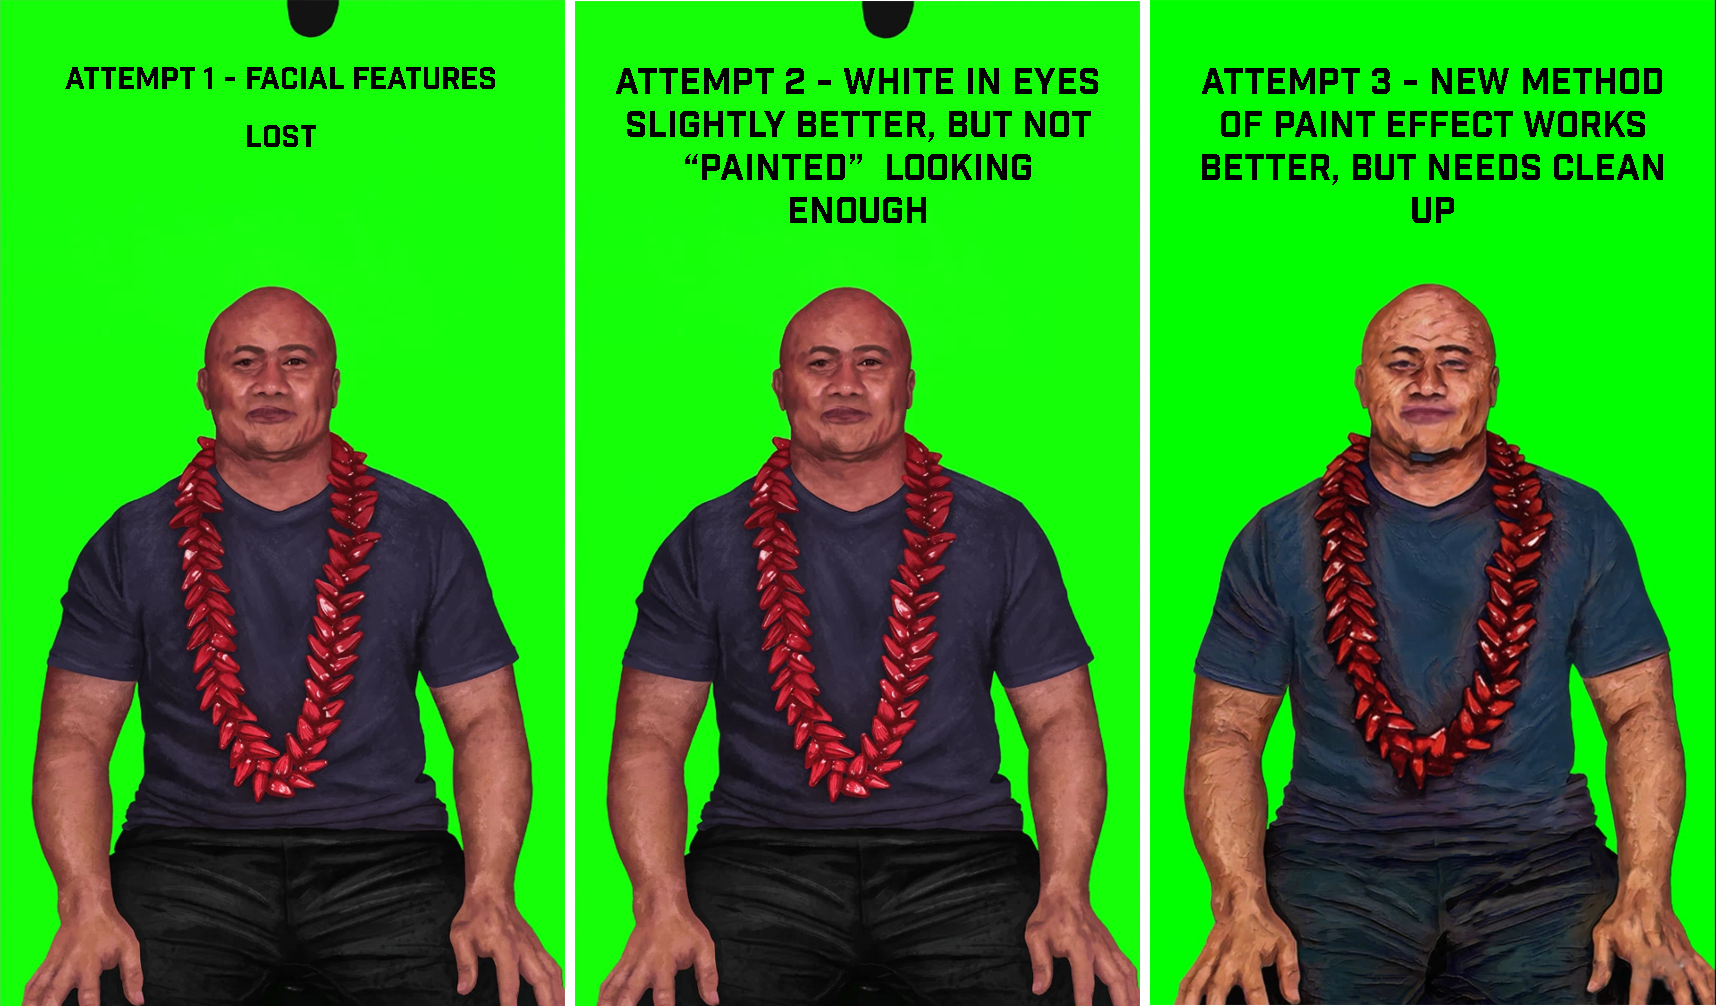 ATTEMPT 1 - FACIAL FEATURES
LOST
ATTEMPT 2 - WHITE IN EYES
SLIGHTLY BETTER, BUT NOT
“PAINTED” LOOKING
ENOUGH
ATTEMPT 3 - NEW METHOD
OF PAINT EFFECT WORKS
BETTER, BUT NEEDS CLEAN
UP